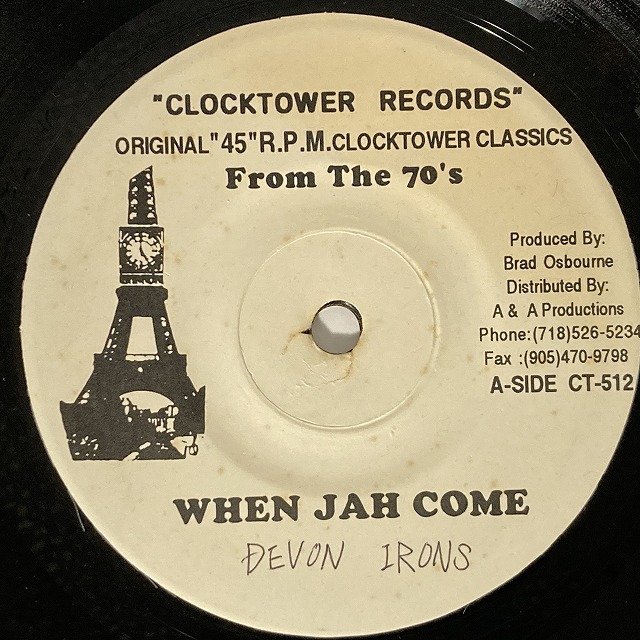 "CLOCKTOWER RECORDS"
ORIGINAL"45"R.P.M.CLOCKTOWER CLASSICS
From The 70's
Produced By:
Brad Osbourne
Distributed By:
A & A Productions
Phone:(718)526-5234
Fax :(905)470-9798
A-SIDE CT-512
WHEN JAH COME
DEVON IRONS